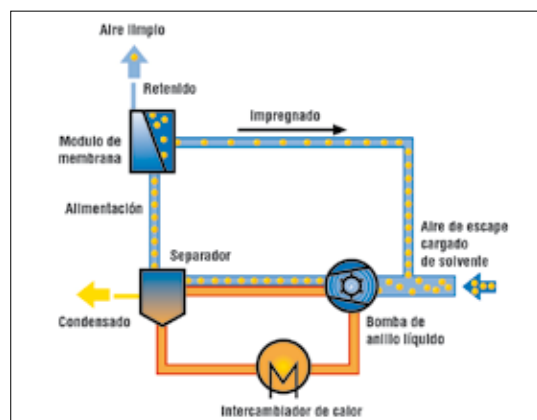 Aire limpio
Retenido
Impregnado
Módulo de
membrana
Alimentación
Separador
Aire de escape
cargado
de solvente
Condensado
Bomba de
anillo líquido
Intercambiador de calor